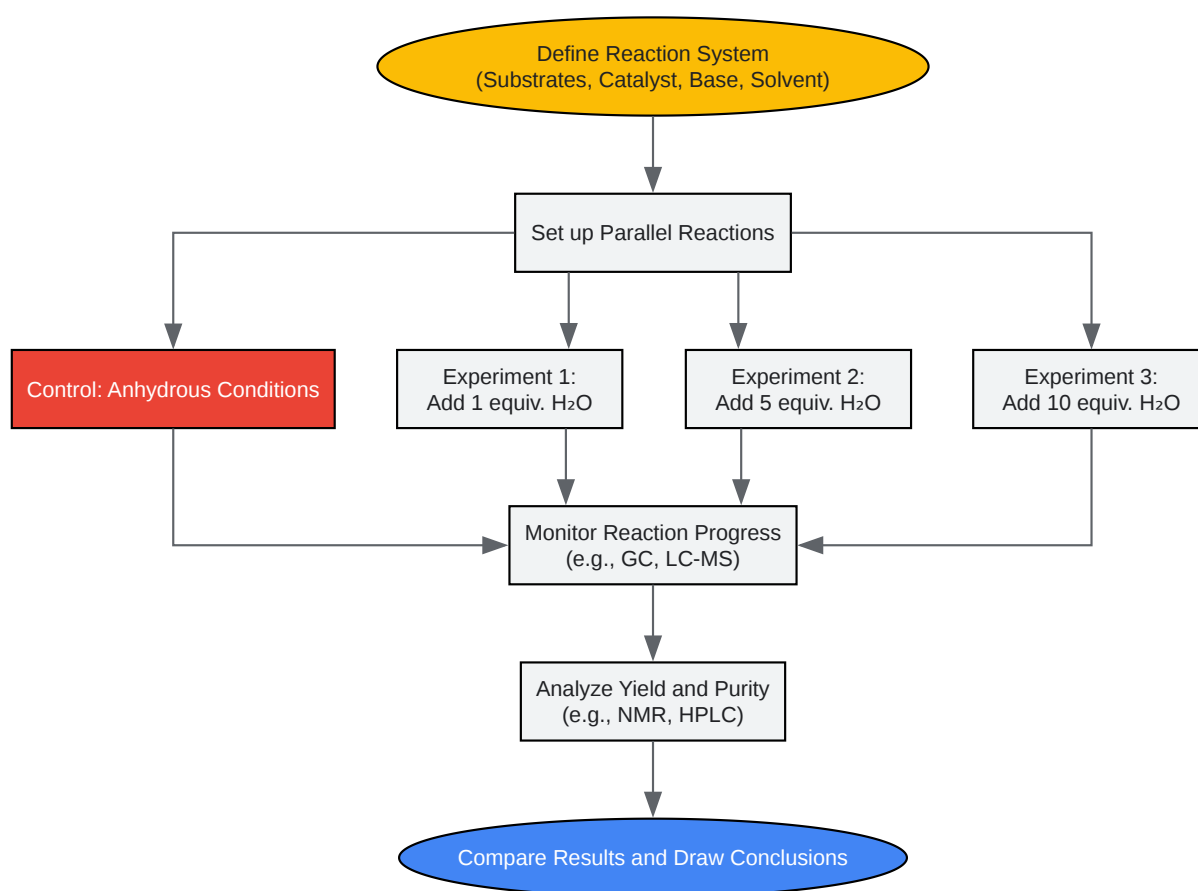 Define Reaction System
(Substrates, Catalyst, Base, Solvent)
Set up Parallel Reactions
Control: Anhydrous Conditions
Experiment 1:
Add 1 equiv. H₂O
Experiment 2:
Add 5 equiv. H₂O
Experiment 3:
Add 10 equiv. H₂O
Monitor Reaction Progress
(e.g., GC, LC-MS)
Analyze Yield and Purity
(e.g., NMR, HPLC)
Compare Results and Draw Conclusions